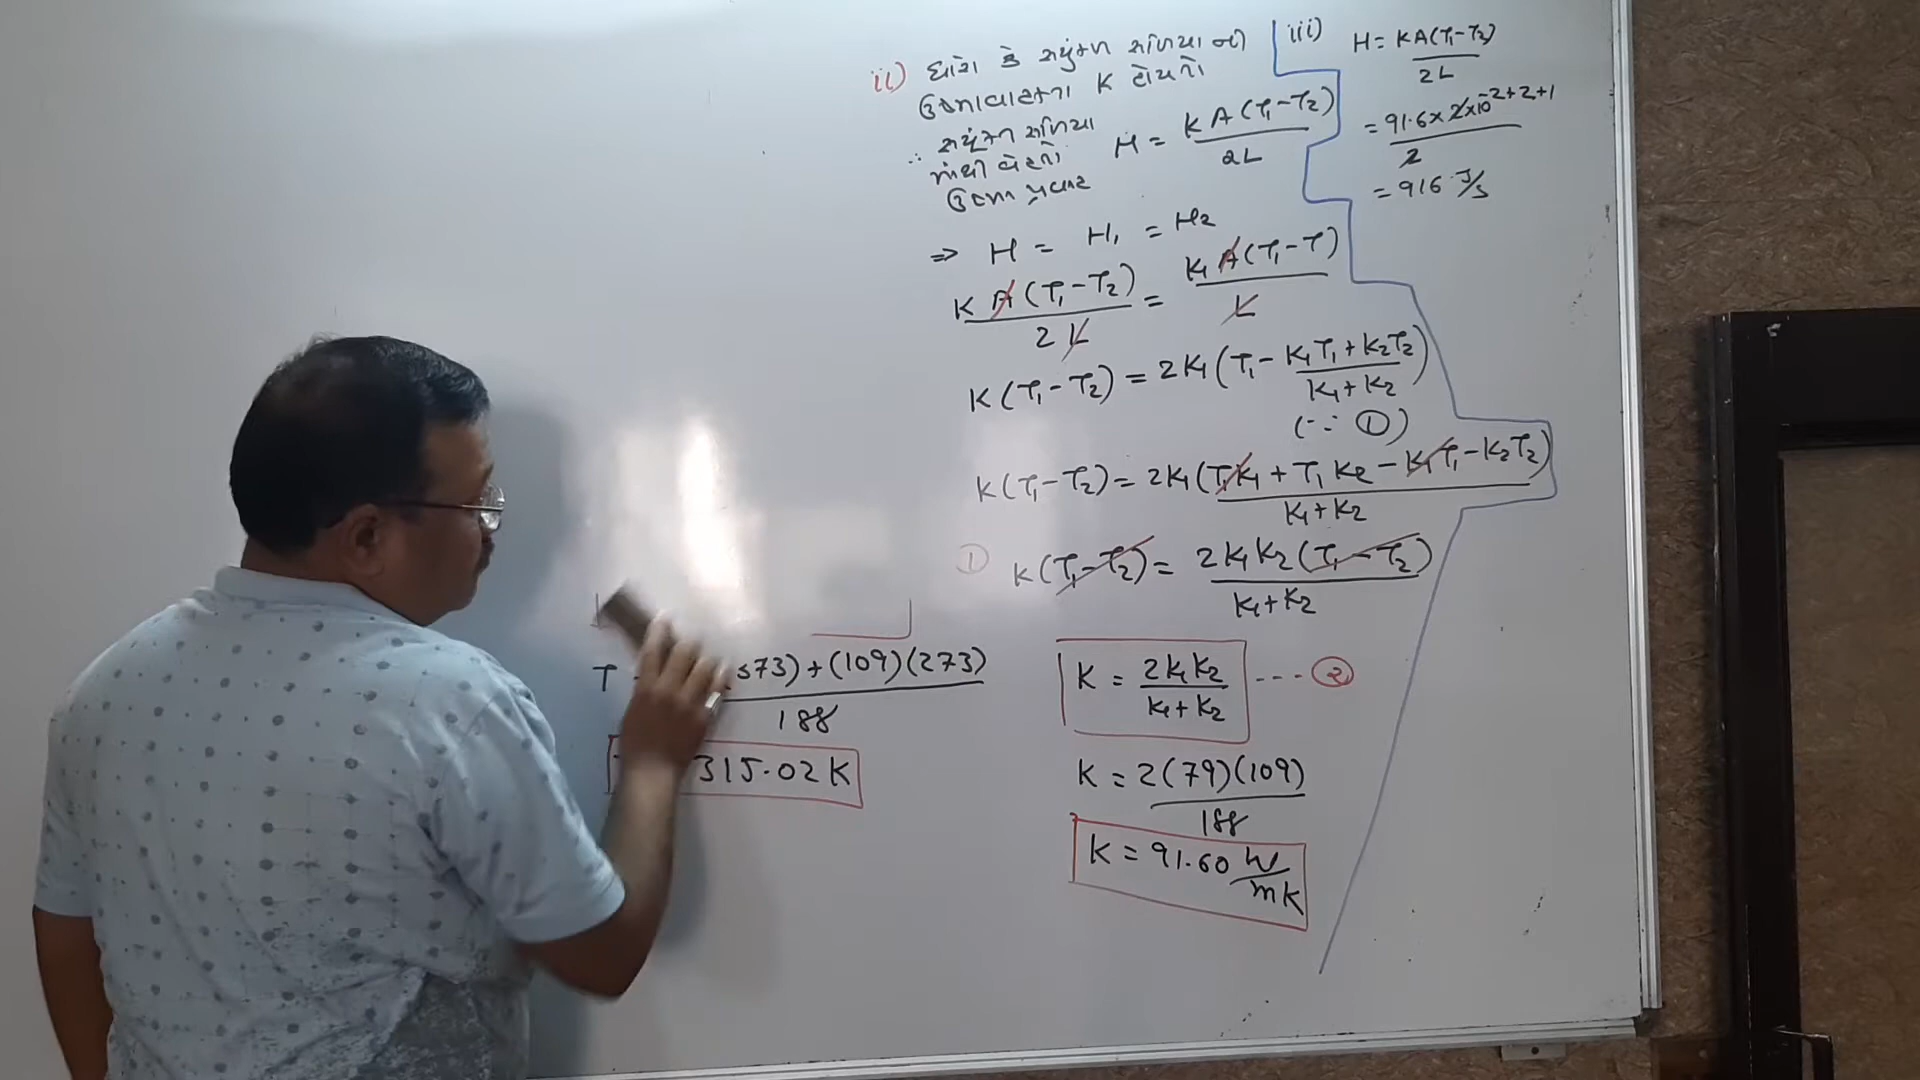 ii) ધારો કે સંયુક્ત સળિયા ની
ઉષ્માવાહકતા K હોય તો
∴ સંયુક્ત સળિયા
માંથી વહેતો
ઉષ્મા પ્રવાહ
H = KA(T₁-T₂) / 2L
⇒ H = H₁ = H₂
KA(T₁-T₂) / 2L = K₁A(T₁-T) / L
K(T₁-T₂) = 2K₁(T₁ - K₁T₁+K₂T₂ / K₁+K₂)
(∵ ①)
K(T₁-T₂) = 2K₁(T₁K₁ + T₁K₂ - K₁T₁ - K₂T₂) / K₁+K₂
① K(T₁-T₂) = 2K₁K₂(T₁-T₂) / K₁+K₂
K = 2K₁K₂ / K₁+K₂ ---- ②
K = 2(79)(109) / 188
K = 91.60 W / mK
T
373) + (109)(273)
188
315.02 K
iii) H = KA(T₁-T₂) / 2L
= 91.6 × 2×10⁻²⁺²⁺¹ / 2
= 916 J/s